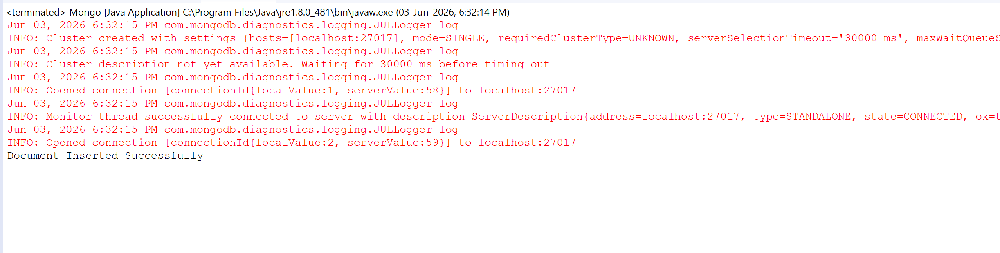 <terminated> Mongo [Java Application] C:\Program Files\Java\jre1.8.0_481\bin\javaw.exe (03-Jun-2026, 6:32:14 PM)
Jun 03, 2026 6:32:15 PM com.mongodb.diagnostics.logging.JULLogger log
INFO: Cluster created with settings {hosts=[localhost:27017], mode=SINGLE, requiredClusterType=UNKNOWN, serverSelectionTimeout='30000 ms', maxWaitQueueS
Jun 03, 2026 6:32:15 PM com.mongodb.diagnostics.logging.JULLogger log
INFO: Cluster description not yet available. Waiting for 30000 ms before timing out
Jun 03, 2026 6:32:15 PM com.mongodb.diagnostics.logging.JULLogger log
INFO: Opened connection [connectionId{localValue:1, serverValue:58}] to localhost:27017
Jun 03, 2026 6:32:15 PM com.mongodb.diagnostics.logging.JULLogger log
INFO: Monitor thread successfully connected to server with description ServerDescription{address=localhost:27017, type=STANDALONE, state=CONNECTED, ok=t
Jun 03, 2026 6:32:15 PM com.mongodb.diagnostics.logging.JULLogger log
INFO: Opened connection [connectionId{localValue:2, serverValue:59}] to localhost:27017
Document Inserted Successfully